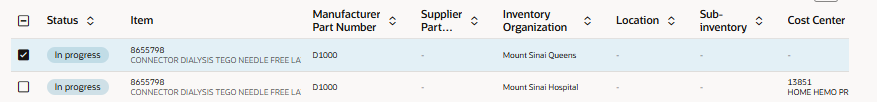 Status Item Manufacturer Part Number Supplier Part... Inventory Organization Location Sub-inventory Cost Center
In progress 8655798 D1000 - Mount Sinai Queens - - -
CONNECTOR DIALYSIS TEGO NEEDLE FREE LA
In progress 8655798 D1000 - Mount Sinai Hospital - - 13851
CONNECTOR DIALYSIS TEGO NEEDLE FREE LA HOME HEMO PR